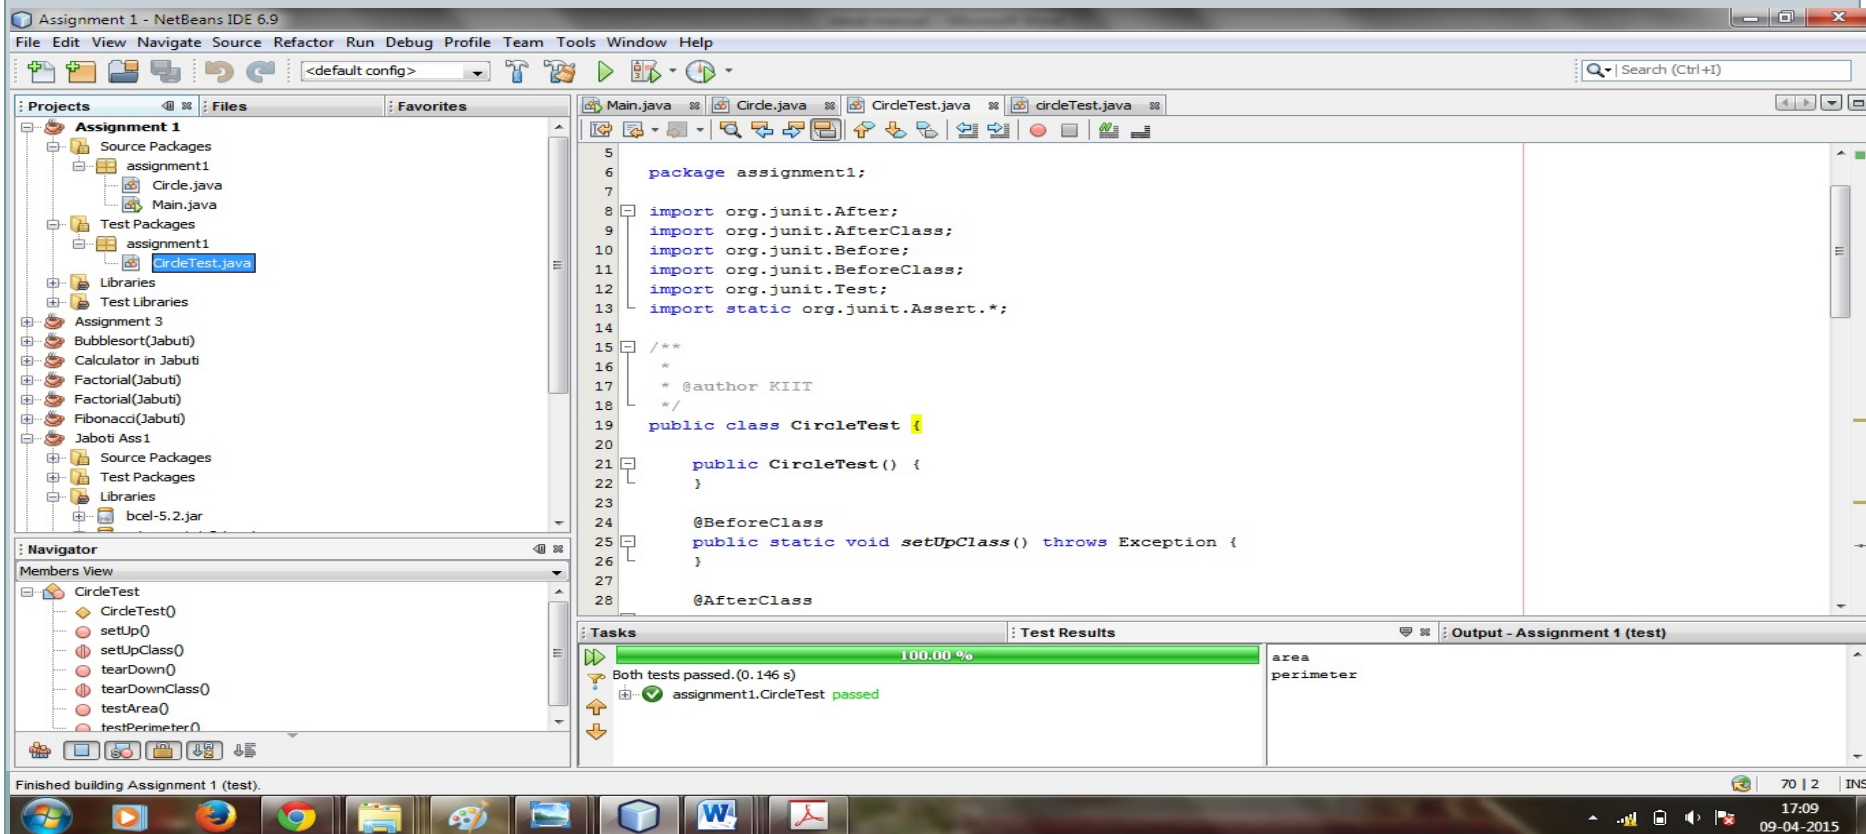 Assignment 1 - NetBeans IDE 6.9
File Edit View Navigate Source Refactor Run Debug Profile Team Tools Window Help
<default config>
Search (Ctrl+I)
Projects Files Favorites
Assignment 1
Source Packages
assignment1
Circle.java
Main.java
Test Packages
assignment1
CircleTest.java
Libraries
Test Libraries
Assignment 3
Bubblesort(Jabuti)
Calculator in Jabuti
Factorial(Jabuti)
Factorial(Jabuti)
Fibonacci(Jabuti)
Jaboti Ass1
Source Packages
Test Packages
Libraries
bcel-5.2.jar
Navigator
Members View
CircleTest
CircleTest()
setUp()
setUpClass()
tearDown()
tearDownClass()
testArea()
testPerimeter()
Main.java Circle.java CircleTest.java circleTest.java
5
6 package assignment1;
7
8 import org.junit.After;
9 import org.junit.AfterClass;
10 import org.junit.Before;
11 import org.junit.BeforeClass;
12 import org.junit.Test;
13 import static org.junit.Assert.*;
14
15 /**
16 *
17 * @author KIIT
18 */
19 public class CircleTest {
20
21 public CircleTest() {
22 }
23
24 @BeforeClass
25 public static void setUpClass() throws Exception {
26 }
27
28 @AfterClass
Tasks Test Results Output - Assignment 1 (test)
100.00 %
Both tests passed.(0.146 s)
assignment1.CircleTest passed
area
perimeter
Finished building Assignment 1 (test).
70 | 2 INS
17:09
09-04-2015